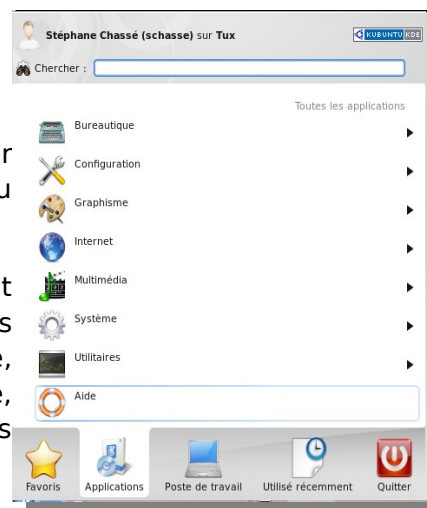 Stéphane Chassé (schasse) sur Tux
KUBUNTU KDE
Chercher :
Toutes les applications
Bureautique
Configuration
Graphisme
Internet
Multimédia
Système
Utilitaires
Aide
Favoris Applications Poste de travail Utilisé récemment Quitter